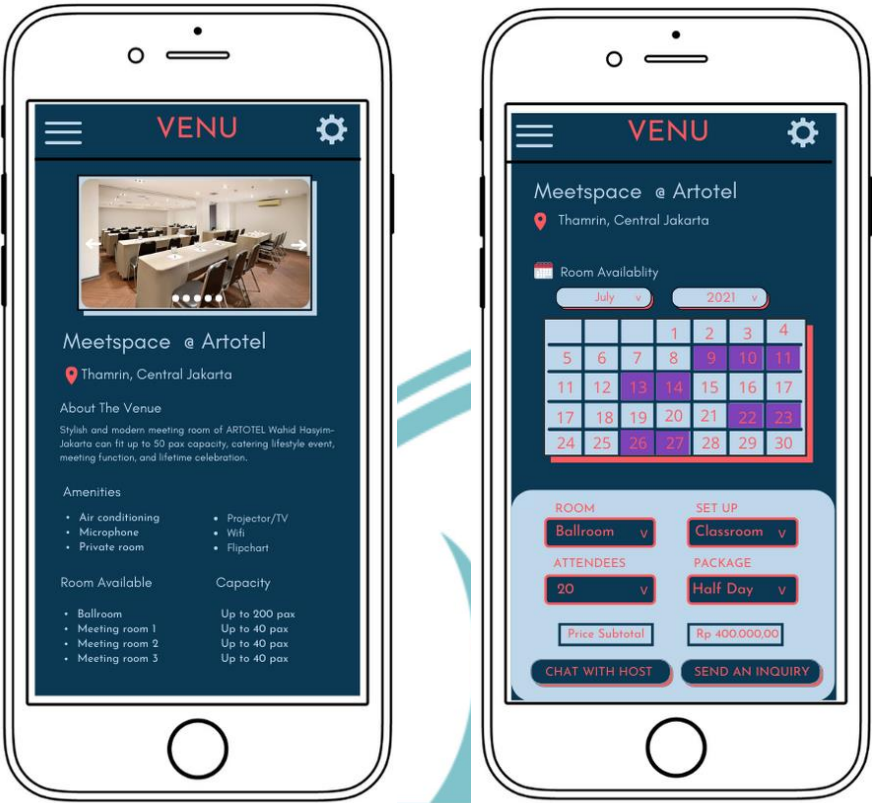 VENU
Meetspace @ Artotel
Thamrin, Central Jakarta
About The Venue
Stylish and modern meeting room of ARTOTEL Wahid Hasyim-
Jakarta can fit up to 50 pax capacity, catering lifestyle event,
meeting function, and lifetime celebration.
Amenities
• Air conditioning
• Microphone
• Private room
• Projector/TV
• Wifi
• Flipchart
Room Available
• Ballroom
• Meeting room 1
• Meeting room 2
• Meeting room 3
Capacity
Up to 200 pax
Up to 40 pax
Up to 40 pax
Up to 40 pax
VENU
Meetspace @ Artotel
Thamrin, Central Jakarta
Room Availablity
July v 2021 v
1 2 3 4
5 6 7 8 9 10 11
11 12 13 14 15 16 17
17 18 19 20 21 22 23
24 25 26 27 28 29 30
ROOM SET UP
Ballroom v Classroom v
ATTENDEES PACKAGE
20 v Half Day v
Price Subtotal Rp 400.000,00
CHAT WITH HOST SEND AN INQUIRY